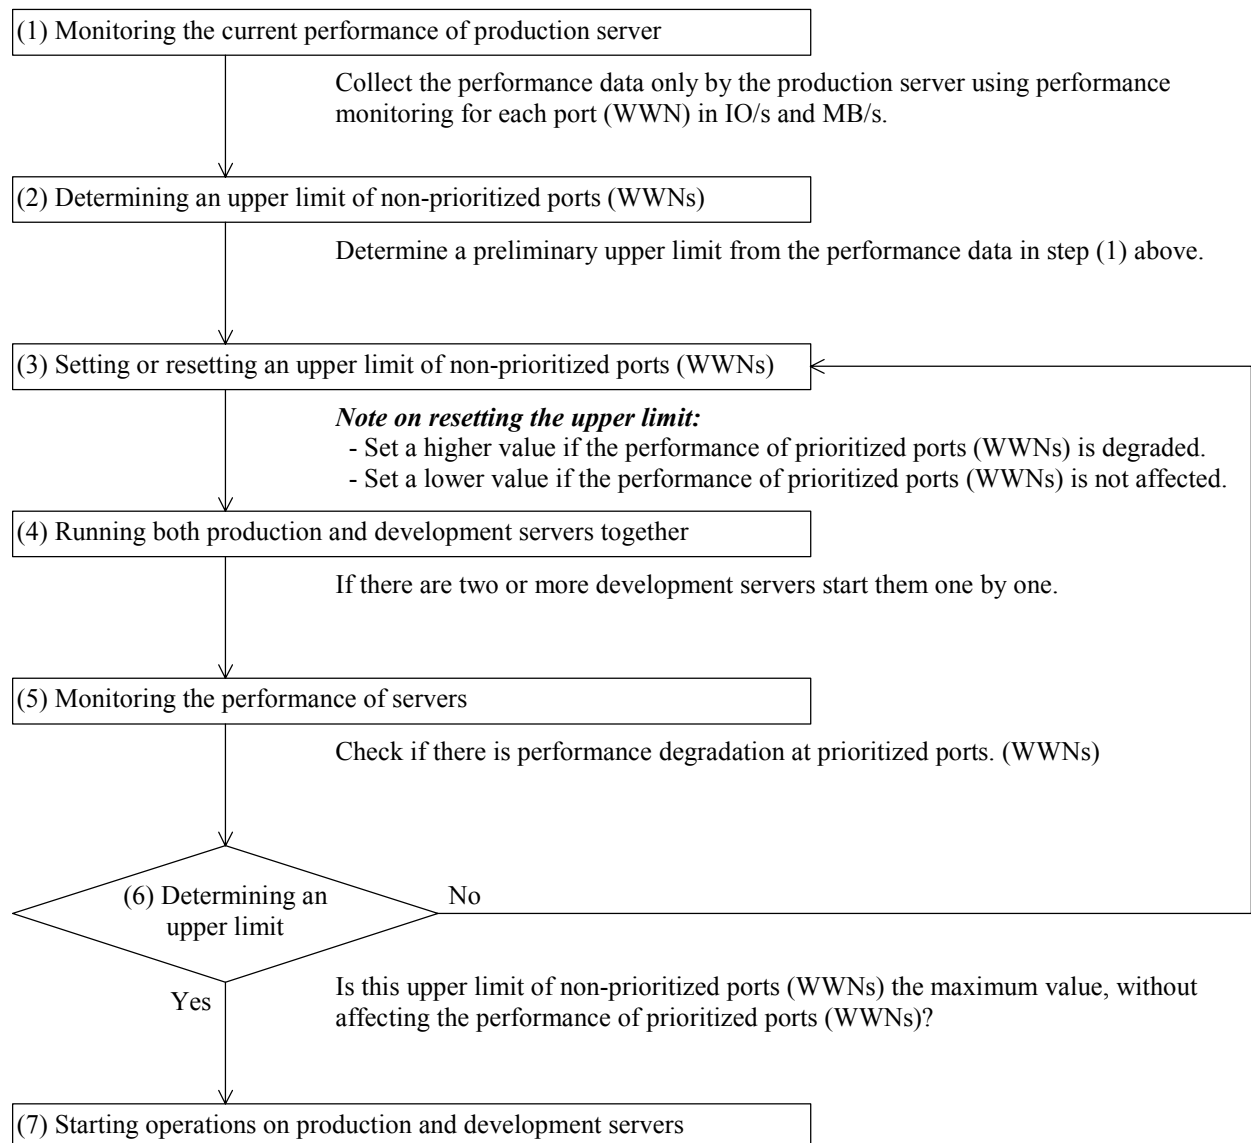 (1) Monitoring the current performance of production server
Collect the performance data only by the production server using performance
monitoring for each port (WWN) in IO/s and MB/s.
(2) Determining an upper limit of non-prioritized ports (WWNs)
Determine a preliminary upper limit from the performance data in step (1) above.
(3) Setting or resetting an upper limit of non-prioritized ports (WWNs)
Note on resetting the upper limit:
- Set a higher value if the performance of prioritized ports (WWNs) is degraded.
- Set a lower value if the performance of prioritized ports (WWNs) is not affected.
(4) Running both production and development servers together
If there are two or more development servers start them one by one.
(5) Monitoring the performance of servers
Check if there is performance degradation at prioritized ports. (WWNs)
(6) Determining an
upper limit
No
Yes
Is this upper limit of non-prioritized ports (WWNs) the maximum value, without
affecting the performance of prioritized ports (WWNs)?
(7) Starting operations on production and development servers